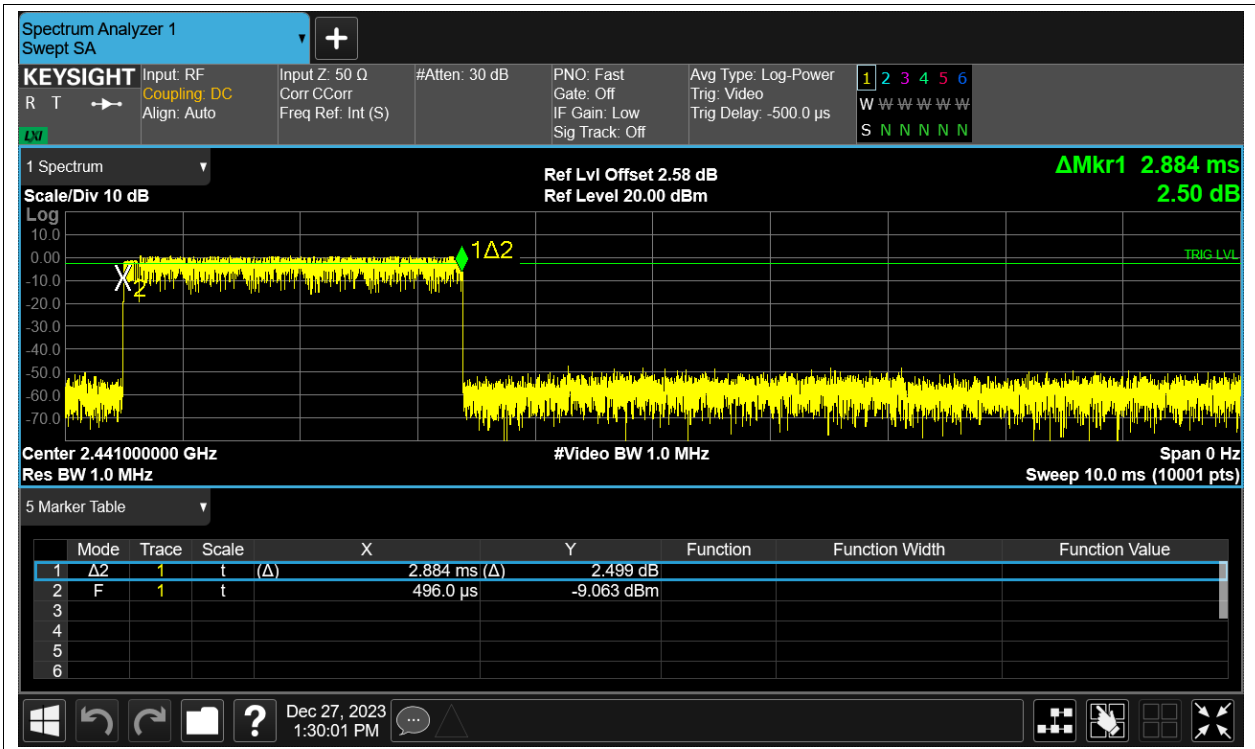 Spectrum Analyzer 1
Swept SA
KEYSIGHT Input: RF Input Z: 50 Ω #Atten: 30 dB PNO: Fast Avg Type: Log-Power 1 2 3 4 5 6
R T Coupling: DC Corr CCorr Gate: Off Trig: Video W W W W W W
Align: Auto Freq Ref: Int (S) IF Gain: Low Trig Delay: -500.0 µs
LXI Sig Track: Off S N N N N N
1 Spectrum Ref Lvl Offset 2.58 dB ΔMkr1 2.884 ms
Scale/Div 10 dB Ref Level 20.00 dBm 2.50 dB
Log
10.0
1Δ2
0.00 TRIG LVL
-10.0 X2
-20.0
-30.0
-40.0
-50.0
-60.0
-70.0
Center 2.441000000 GHz #Video BW 1.0 MHz Span 0 Hz
Res BW 1.0 MHz Sweep 10.0 ms (10001 pts)
5 Marker Table
Mode Trace Scale X Y Function Function Width Function Value
1 Δ2 1 t (Δ) 2.884 ms (Δ) 2.499 dB
2 F 1 t 496.0 µs -9.063 dBm
3
4
5
6
? Dec 27, 2023
1:30:01 PM